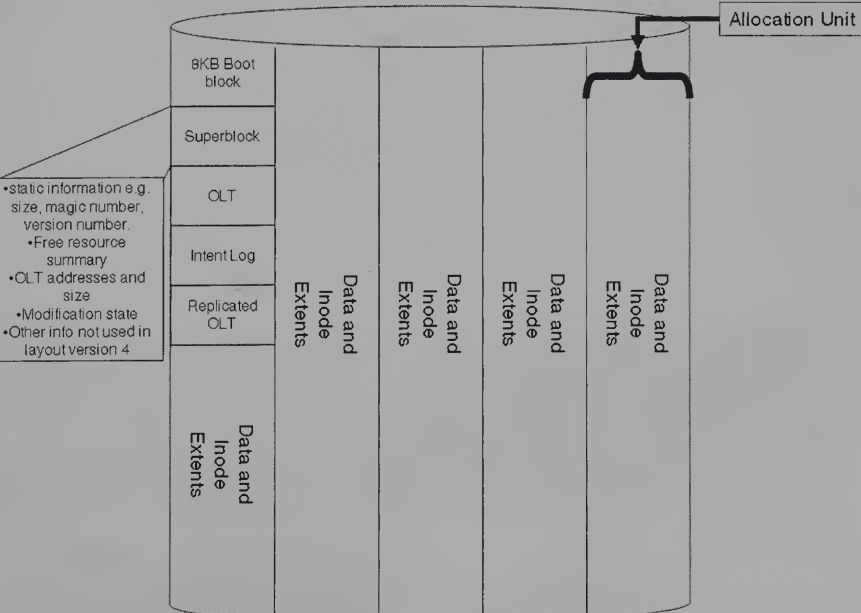 Allocation Unit
8KB Boot
block
Superblock
•static information e.g.
size, magic number,
version number.
•Free resource
summary
•OLT addresses and
size
•Modification state
•Other info not used in
layout version 4
OLT
Intent Log
Replicated
OLT
Data and
Inode
Extents
Data and
Inode
Extents
Data and
Inode
Extents
Data and
Inode
Extents
Data and
Inode
Extents